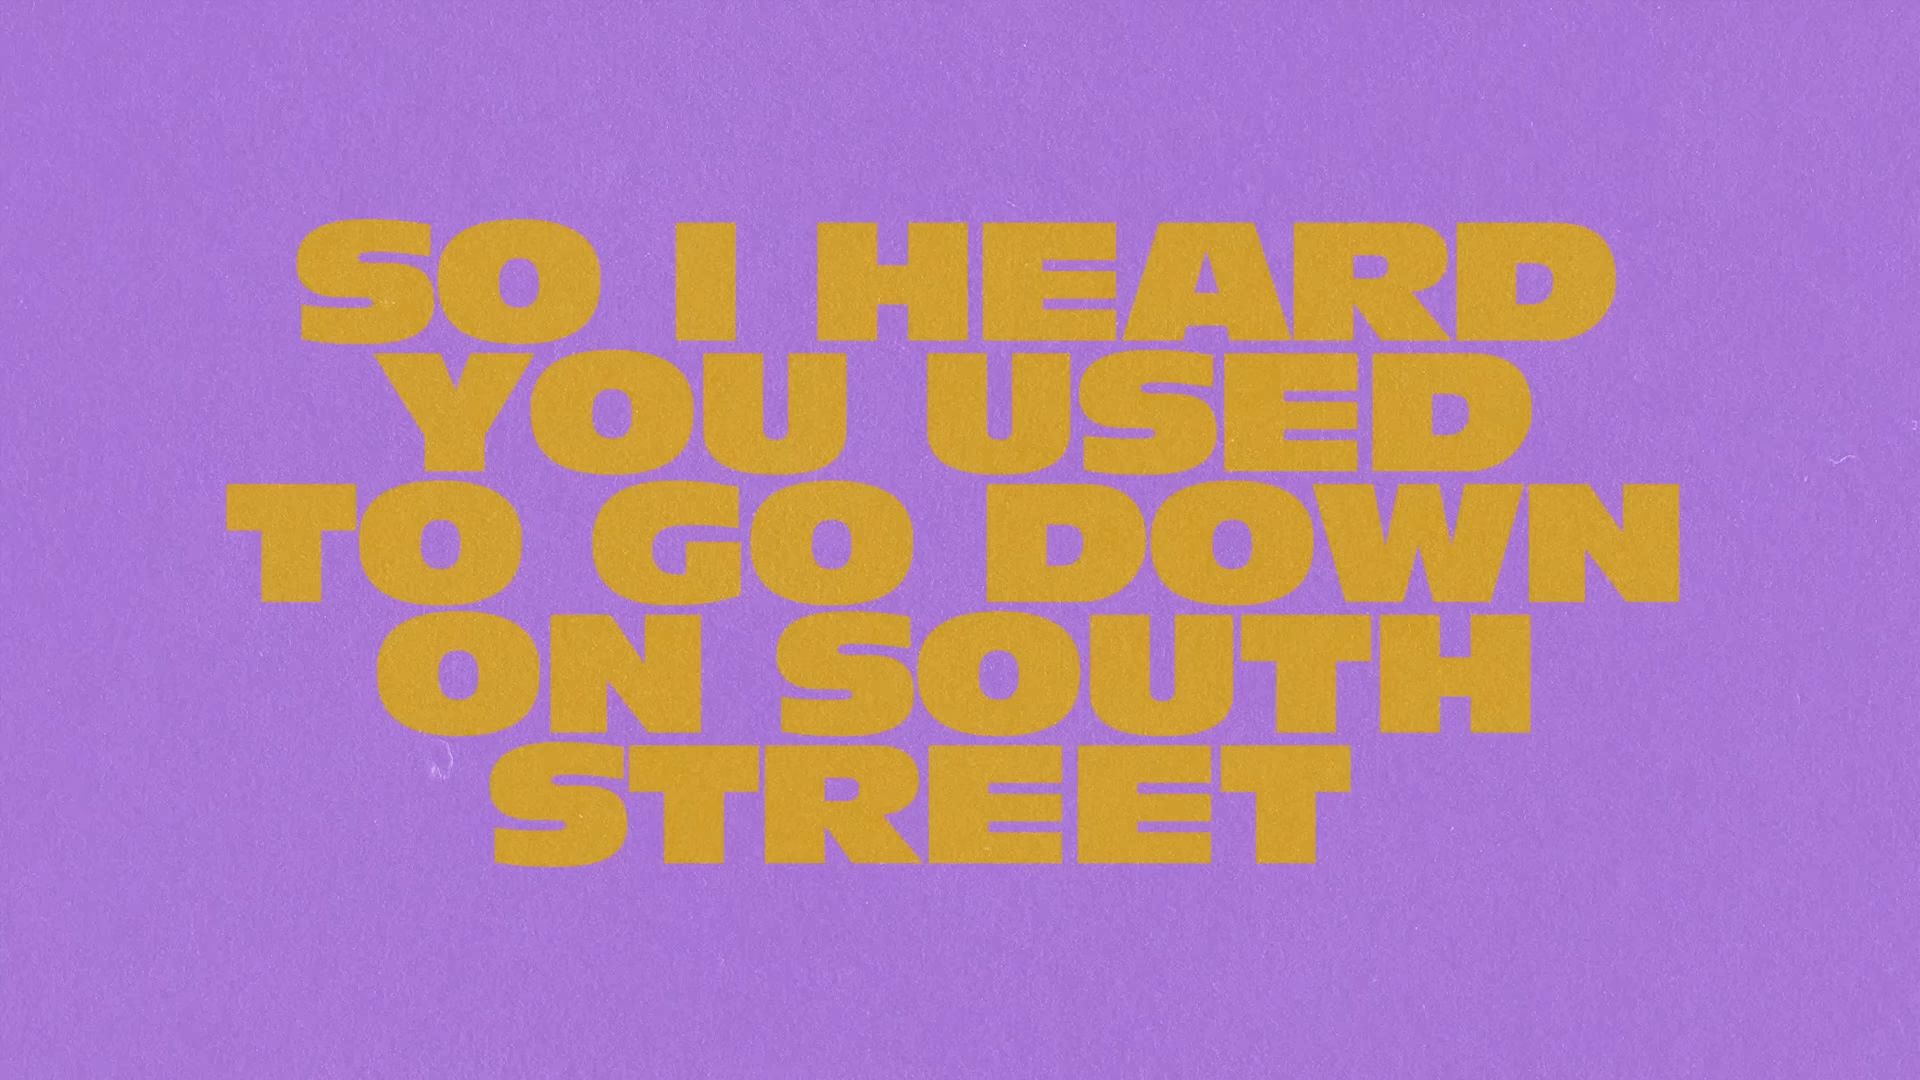 SO I HEARD
YOU USED
TO GO DOWN
ON SOUTH
STREET